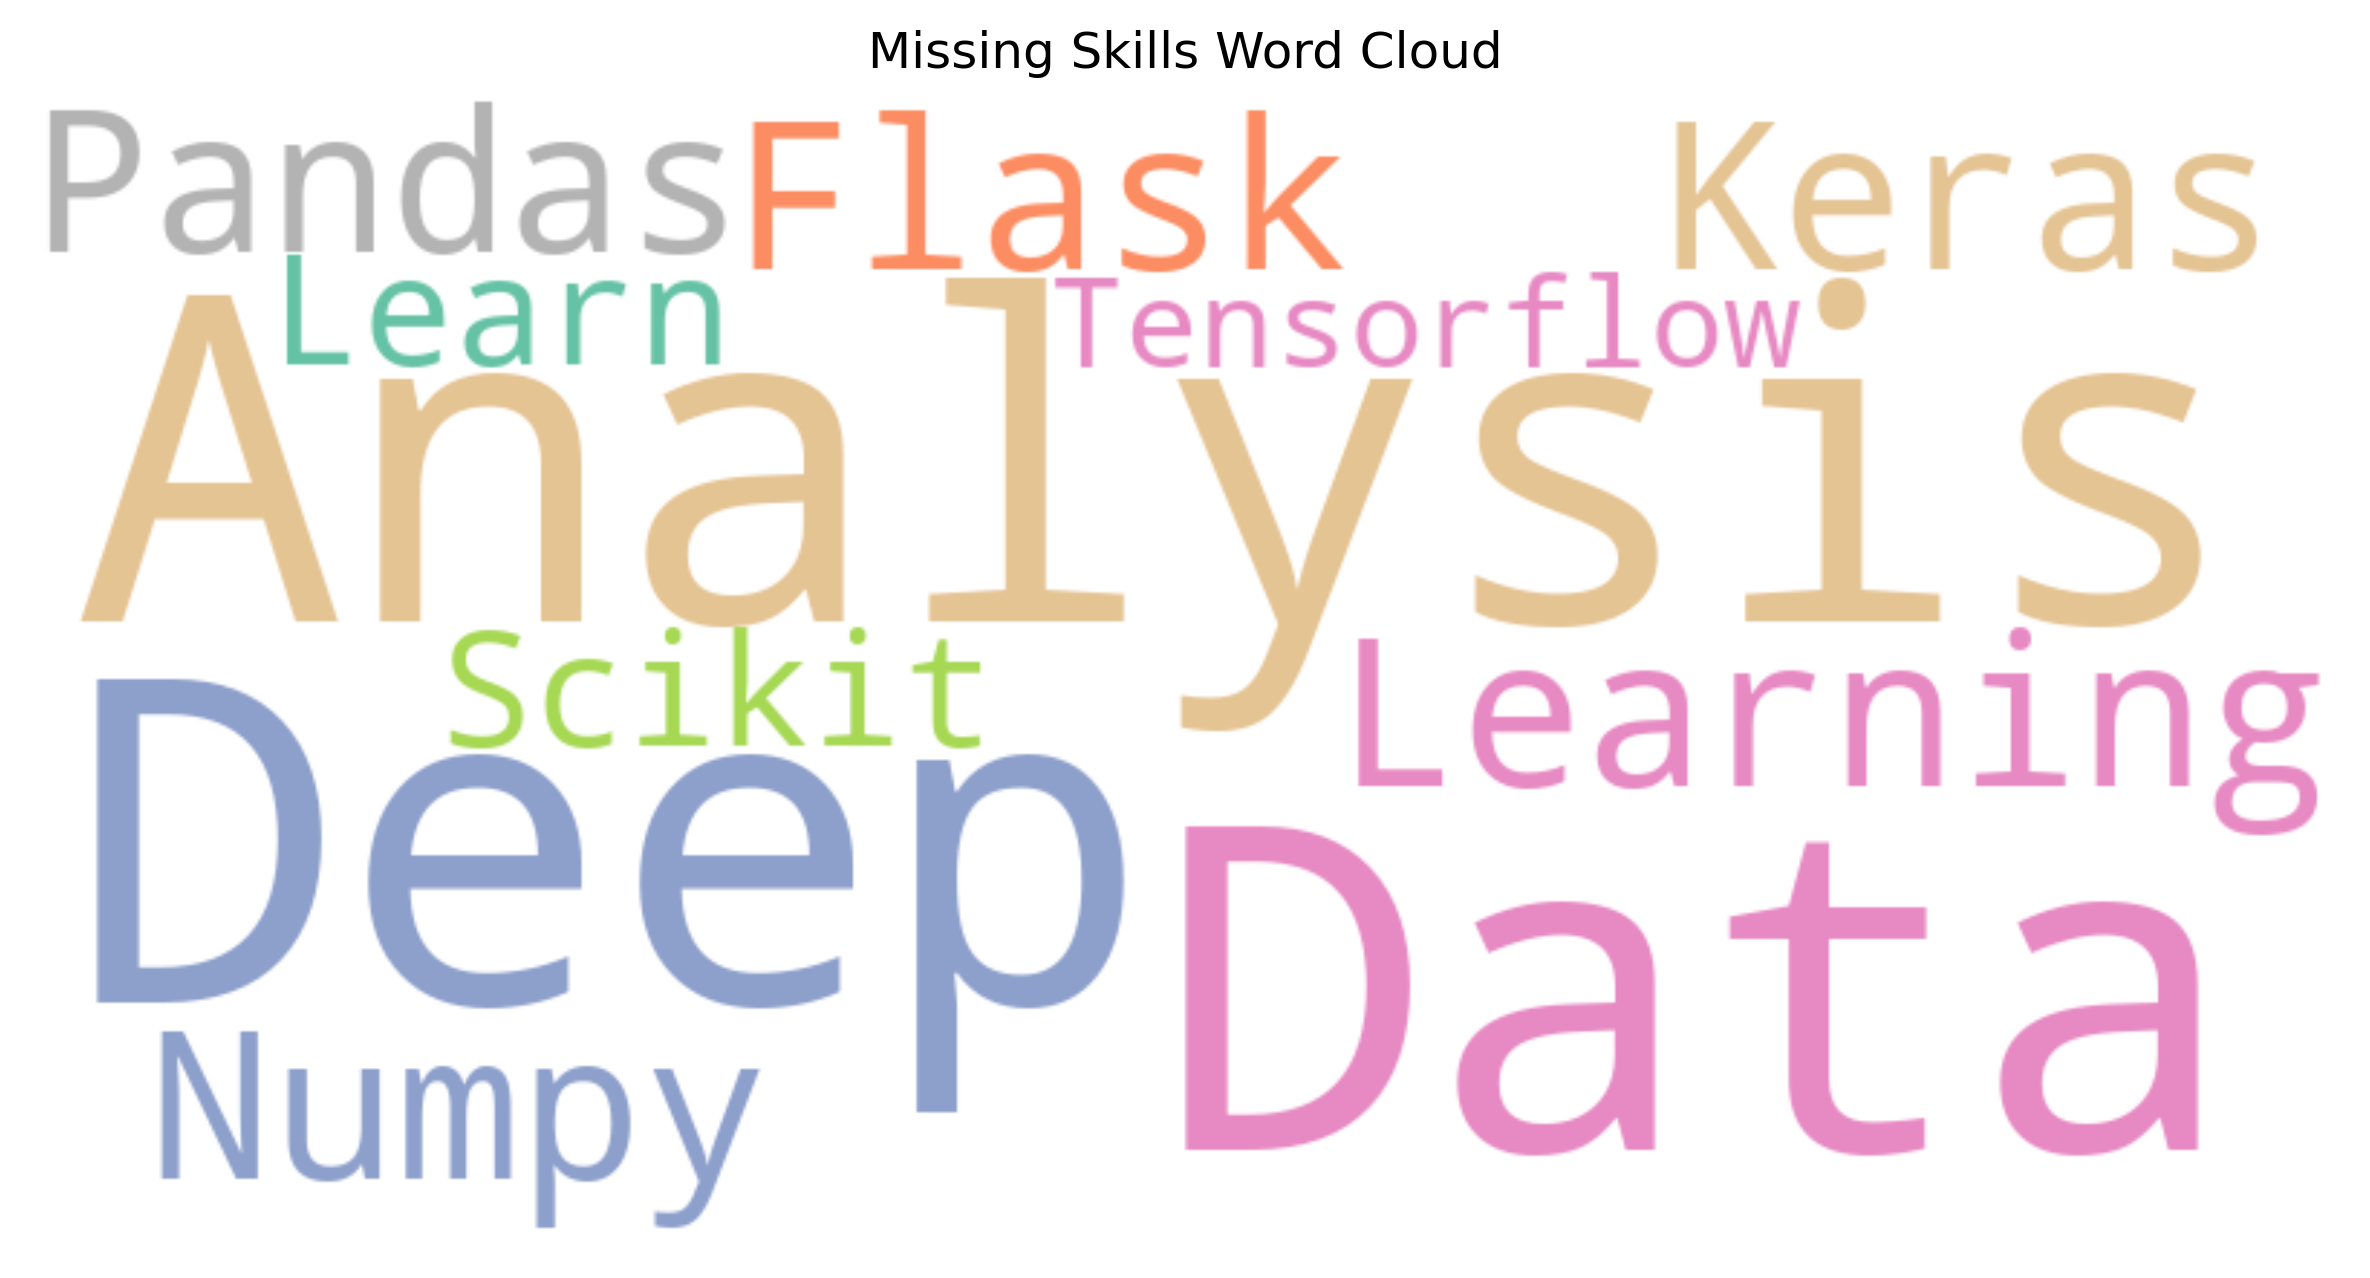 Missing Skills Word Cloud
Pandas Flask Keras
Learn Tensorflow
Analysis
Scikit Learning
Deep Data
Numpy